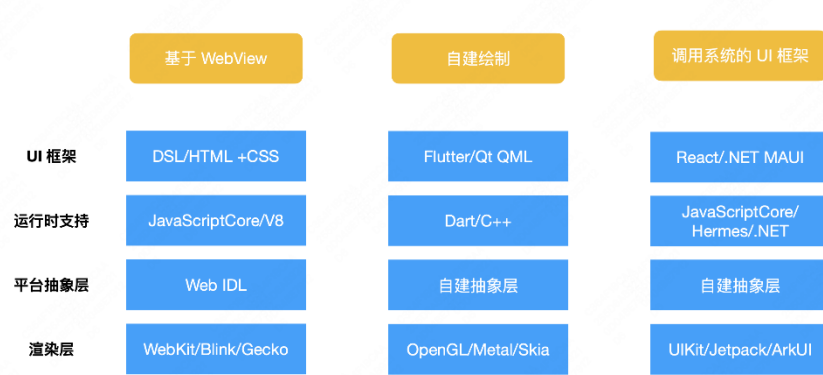 基于 WebView
自建绘制
调用系统的 UI 框架
UI 框架
DSL/HTML +CSS
Flutter/Qt QML
React/.NET MAUI
运行时支持
JavaScriptCore/V8
Dart/C++
JavaScriptCore/
Hermes/.NET
平台抽象层
Web IDL
自建抽象层
自建抽象层
渲染层
WebKit/Blink/Gecko
OpenGL/Metal/Skia
UIKit/Jetpack/ArkUI